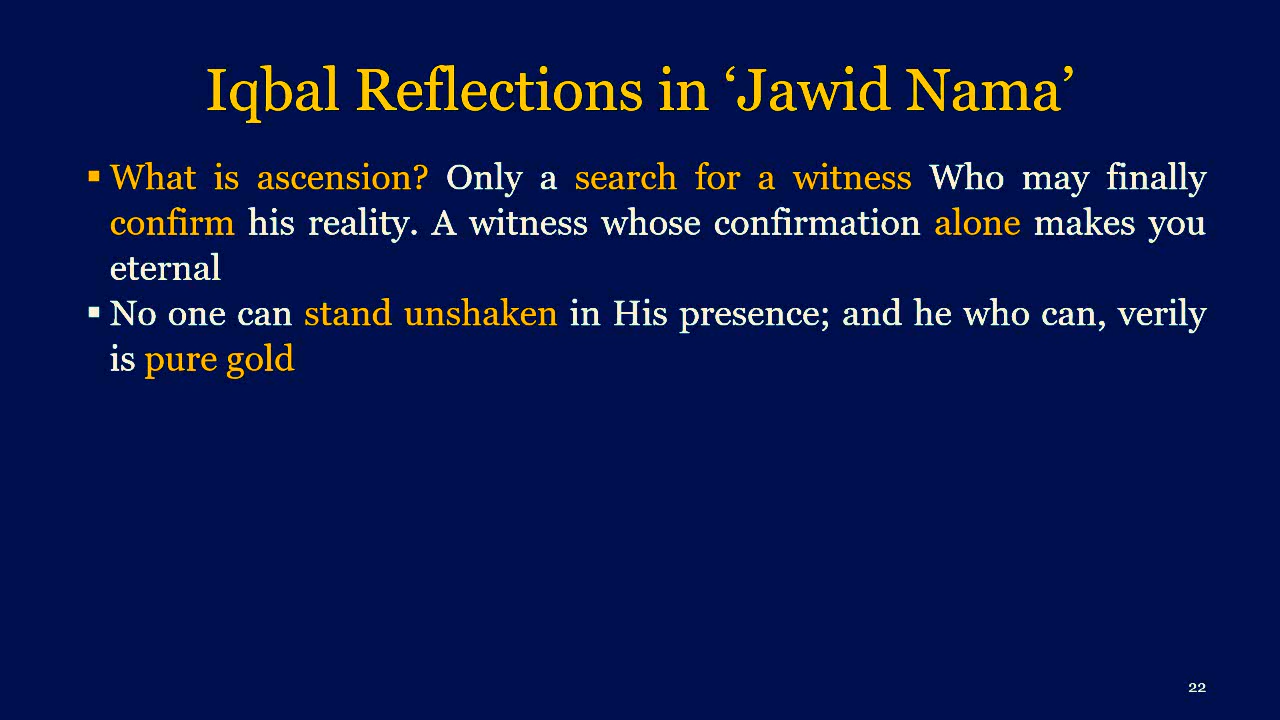 Iqbal Reflections in ‘Jawid Nama’
▪ What is ascension? Only a search for a witness Who may finally
confirm his reality. A witness whose confirmation alone makes you
eternal
▪ No one can stand unshaken in His presence; and he who can, verily
is pure gold
22